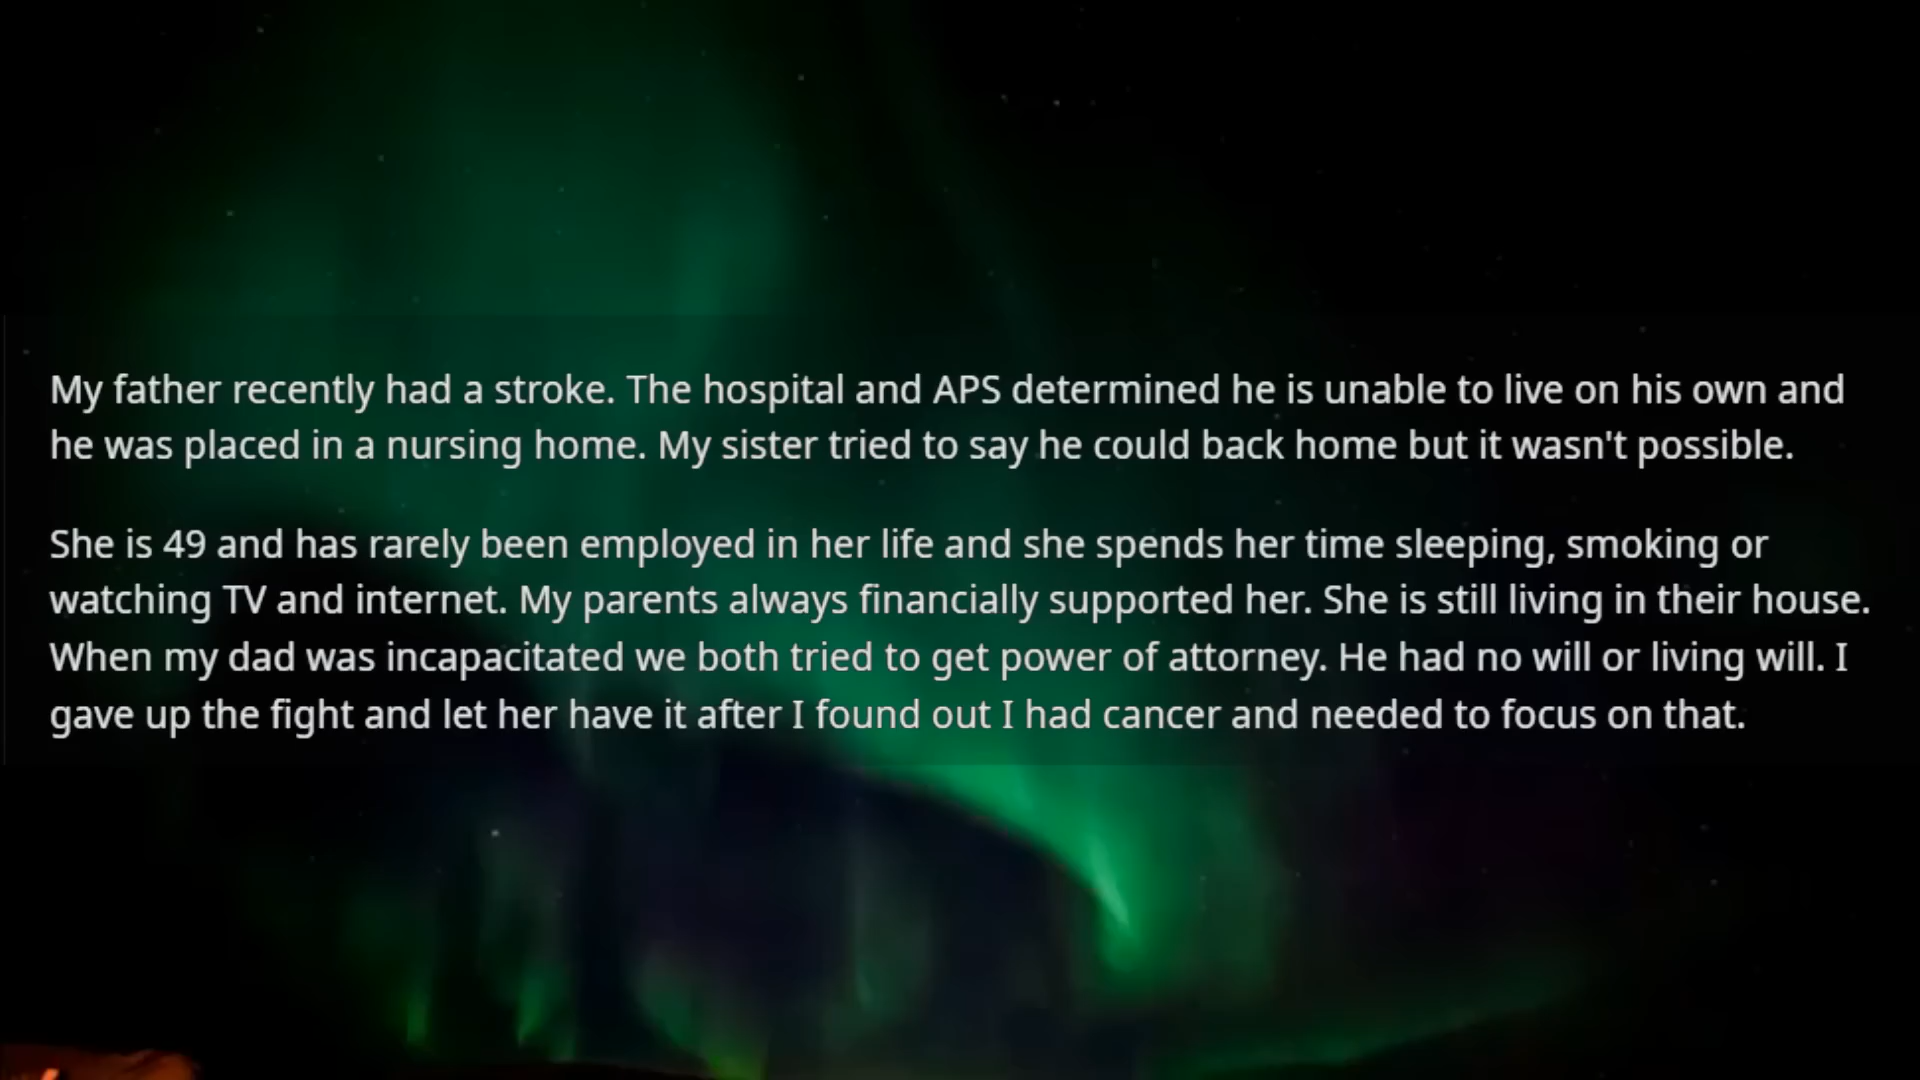 My father recently had a stroke. The hospital and APS determined he is unable to live on his own and
he was placed in a nursing home. My sister tried to say he could back home but it wasn't possible.
She is 49 and has rarely been employed in her life and she spends her time sleeping, smoking or
watching TV and internet. My parents always financially supported her. She is still living in their house.
When my dad was incapacitated we both tried to get power of attorney. He had no will or living will. I
gave up the fight and let her have it after I found out I had cancer and needed to focus on that.